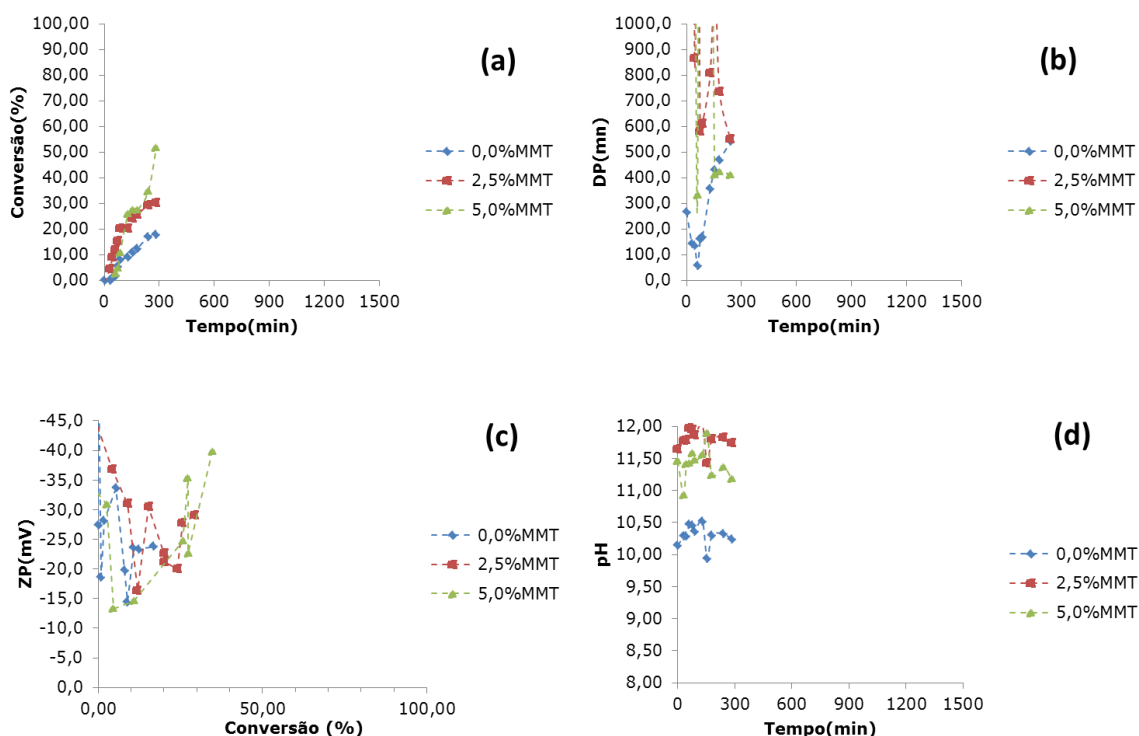 (a)
Conversão(%)
100,00
90,00
80,00
70,00
60,00
50,00
40,00
30,00
20,00
10,00
0,00
0 300 600 900 1200 1500
Tempo(min)
0,0%MMT
2,5%MMT
5,0%MMT
(b)
DP(mn)
1000,0
900,0
800,0
700,0
600,0
500,0
400,0
300,0
200,0
100,0
0,0
0 300 600 900 1200 1500
Tempo(min)
0,0%MMT
2,5%MMT
5,0%MMT
(c)
ZP(mV)
-45,0
-40,0
-35,0
-30,0
-25,0
-20,0
-15,0
-10,0
-5,0
0,0
0,00 50,00 100,00
Conversão (%)
0,0%MMT
2,5%MMT
5,0%MMT
(d)
pH
12,00
11,50
11,00
10,50
10,00
9,50
9,00
8,50
8,00
0 300 600 900 1200 1500
Tempo(min)
0,0%MMT
2,5%MMT
5,0%MMT